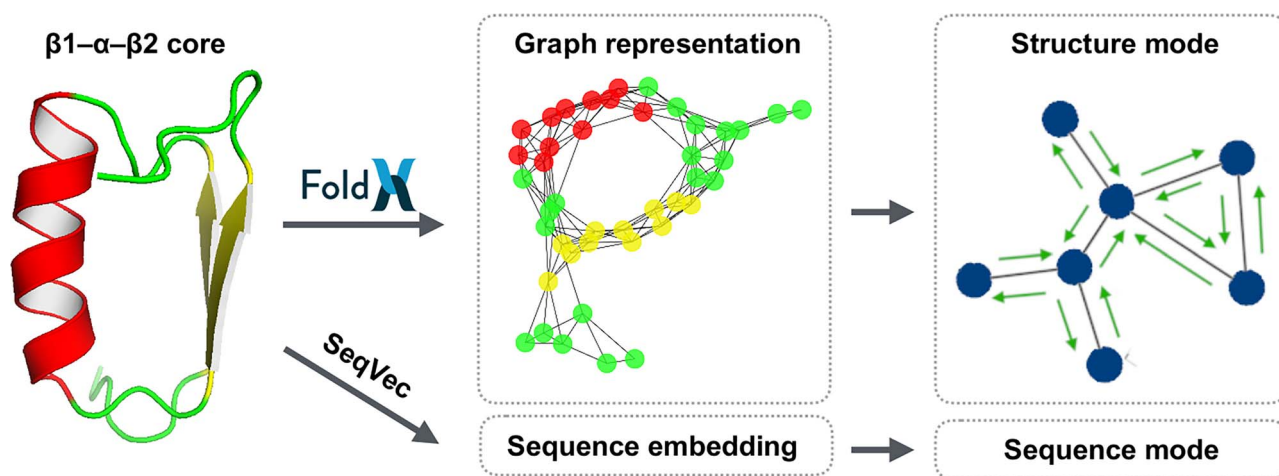 β1–α–β2 core
Graph representation
Structure mode
FoldX
SeqVec
Sequence embedding
Sequence mode